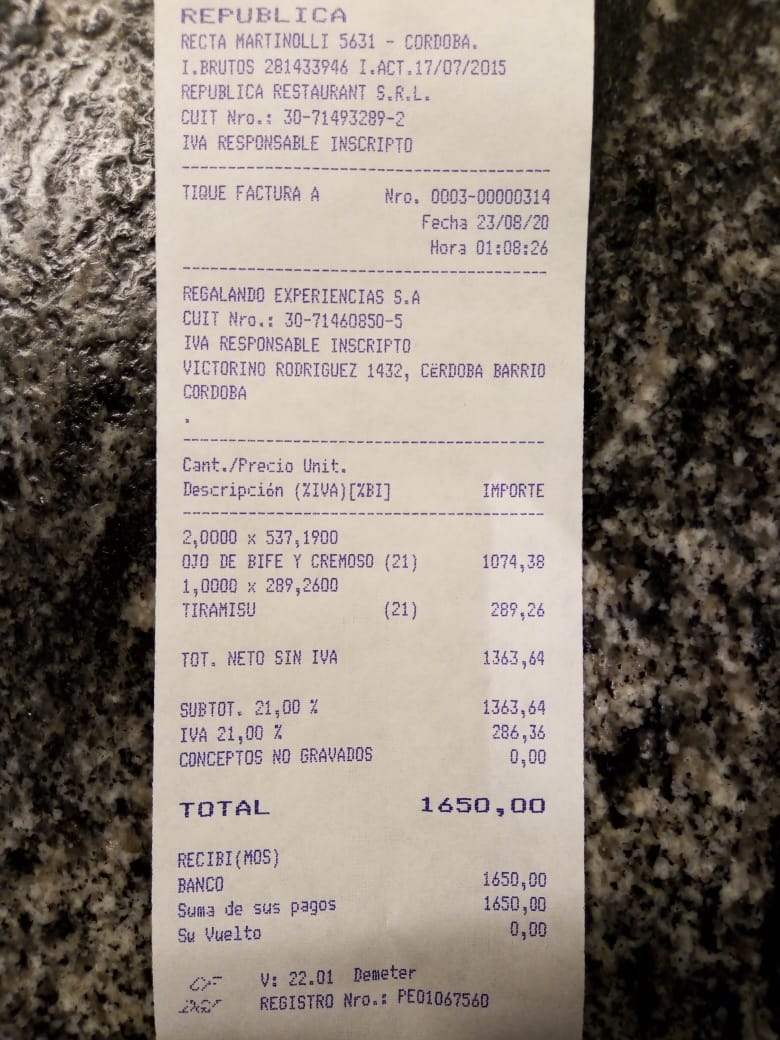 REPUBLICA
RECTA MARTINOLLI 5631 - CORDOBA.
I.BRUTOS 281433946 I.ACT.17/07/2015
REPUBLICA RESTAURANT S.R.L.
CUIT Nro.: 30-71493289-2
IVA RESPONSABLE INSCRIPTO
TIQUE FACTURA A Nro. 0003-00000314
Fecha 23/08/20
Hora 01:08:26
REGALANDO EXPERIENCIAS S.A
CUIT Nro.: 30-71460850-5
IVA RESPONSABLE INSCRIPTO
VICTORINO RODRIGUEZ 1432, CËRDOBA BARRIO
CORDOBA
.
Cant./Precio Unit.
Descripción (%IVA)[%BI] IMPORTE
2,0000 x 537,1900
OJO DE BIFE Y CREMOSO (21) 1074,38
1,0000 x 289,2600
TIRAMISU (21) 289,26
TOT. NETO SIN IVA 1363,64
SUBTOT. 21,00 % 1363,64
IVA 21,00 % 286,36
CONCEPTOS NO GRAVADOS 0,00
TOTAL 1650,00
RECIBI(MOS)
BANCO 1650,00
Suma de sus pagos 1650,00
Su Vuelto 0,00
CF V: 22.01 Demeter
DGI REGISTRO Nro.: PEO1067560